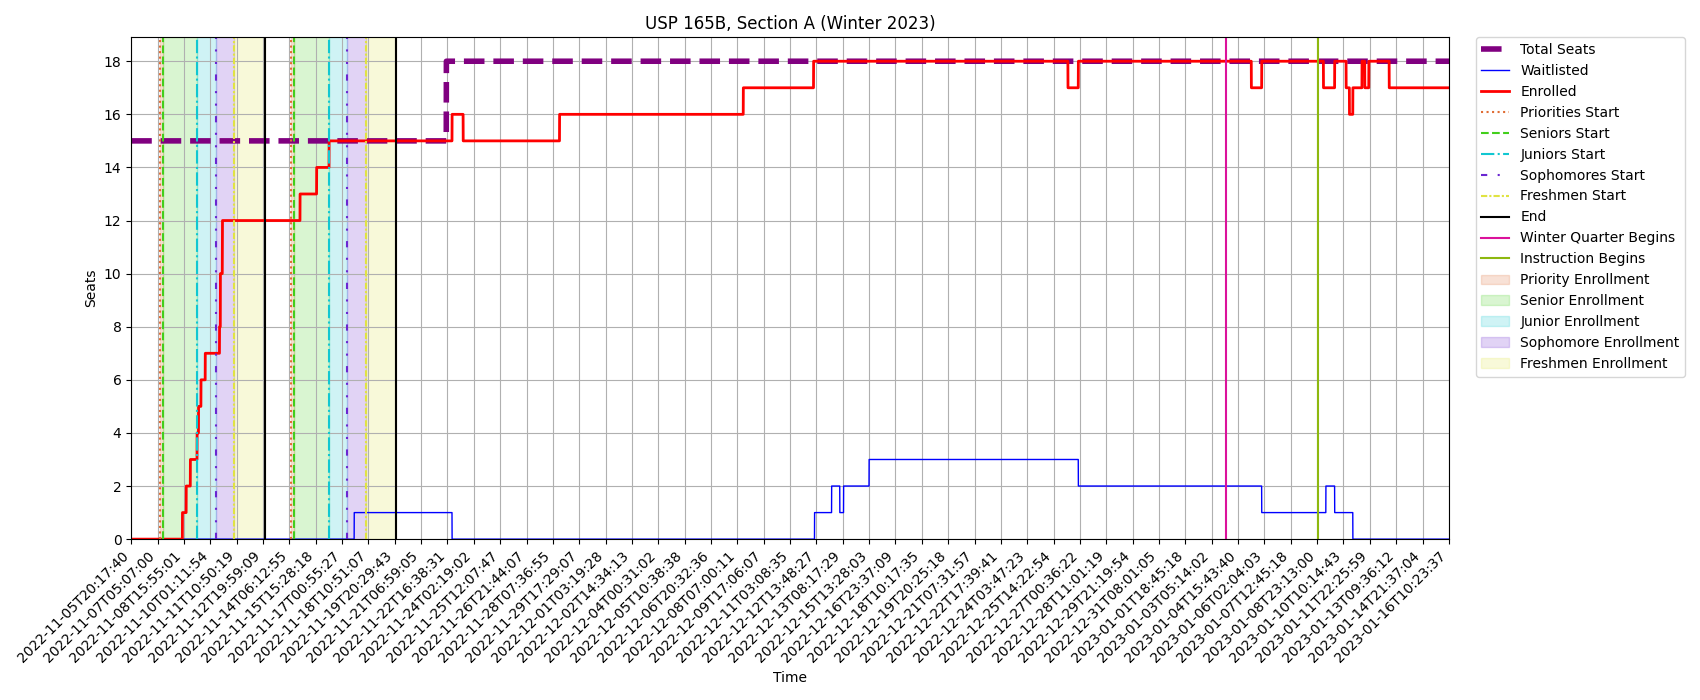 USP 165B, Section A (Winter 2023)
Seats
18
16
14
12
10
8
6
4
2
0
2022-11-05T20:17:40
2022-11-07T05:07:00
2022-11-08T15:55:01
2022-11-10T01:11:54
2022-11-11T10:50:19
2022-11-12T19:59:09
2022-11-14T06:12:55
2022-11-15T15:28:18
2022-11-17T00:55:27
2022-11-18T10:51:07
2022-11-19T20:29:43
2022-11-21T06:59:05
2022-11-22T16:38:31
2022-11-24T02:19:02
2022-11-25T12:07:47
2022-11-26T21:44:07
2022-11-28T07:36:55
2022-11-29T17:29:07
2022-12-01T03:19:28
2022-12-02T14:34:13
2022-12-04T00:31:02
2022-12-05T10:38:38
2022-12-06T20:32:36
2022-12-08T07:00:11
2022-12-09T17:06:07
2022-12-11T03:08:35
2022-12-12T13:48:27
2022-12-13T08:17:29
2022-12-15T13:28:03
2022-12-16T23:37:09
2022-12-18T10:17:35
2022-12-19T20:25:18
2022-12-21T07:31:57
2022-12-22T17:39:41
2022-12-24T03:47:23
2022-12-25T14:22:54
2022-12-27T00:36:22
2022-12-28T11:01:19
2022-12-29T21:19:54
2022-12-31T08:01:05
2023-01-01T18:45:18
2023-01-03T05:14:02
2023-01-04T15:43:40
2023-01-06T02:04:03
2023-01-07T12:45:18
2023-01-08T23:13:00
2023-01-10T10:14:43
2023-01-11T22:25:59
2023-01-13T09:36:12
2023-01-14T21:37:04
2023-01-16T10:23:37
Time
Total Seats
Waitlisted
Enrolled
Priorities Start
Seniors Start
Juniors Start
Sophomores Start
Freshmen Start
End
Winter Quarter Begins
Instruction Begins
Priority Enrollment
Senior Enrollment
Junior Enrollment
Sophomore Enrollment
Freshmen Enrollment